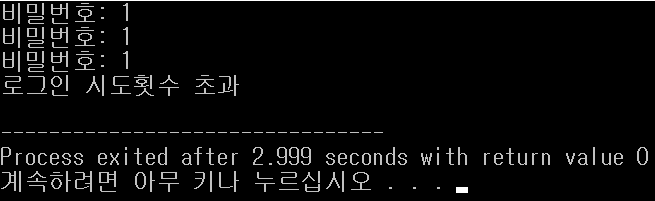 비밀번호: 1
비밀번호: 1
비밀번호: 1
로그인 시도횟수 초과
--------------------------------
Process exited after 2.999 seconds with return value 0
계속하려면 아무 키나 누르십시오 . . .